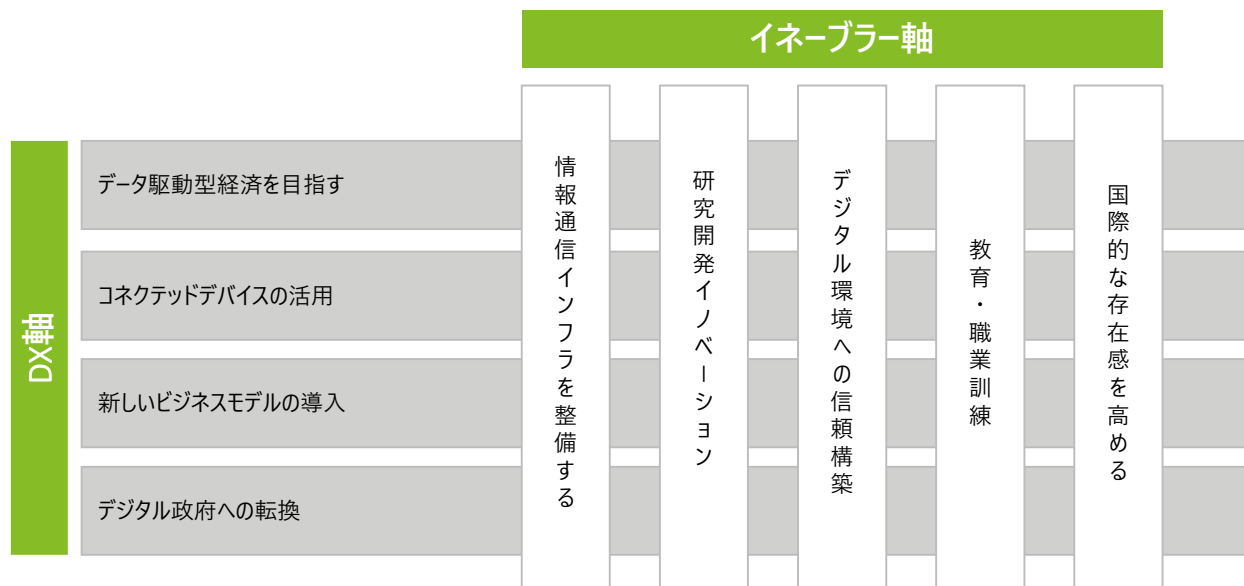 イネーブラー軸
DX軸
データ駆動型経済を目指す
コネクテッドデバイスの活用
新しいビジネスモデルの導入
デジタル政府への転換
情報通信インフラを整備する
研究開発イノベーション
デジタル環境への信頼構築
教育・職業訓練
国際的な存在感を高める